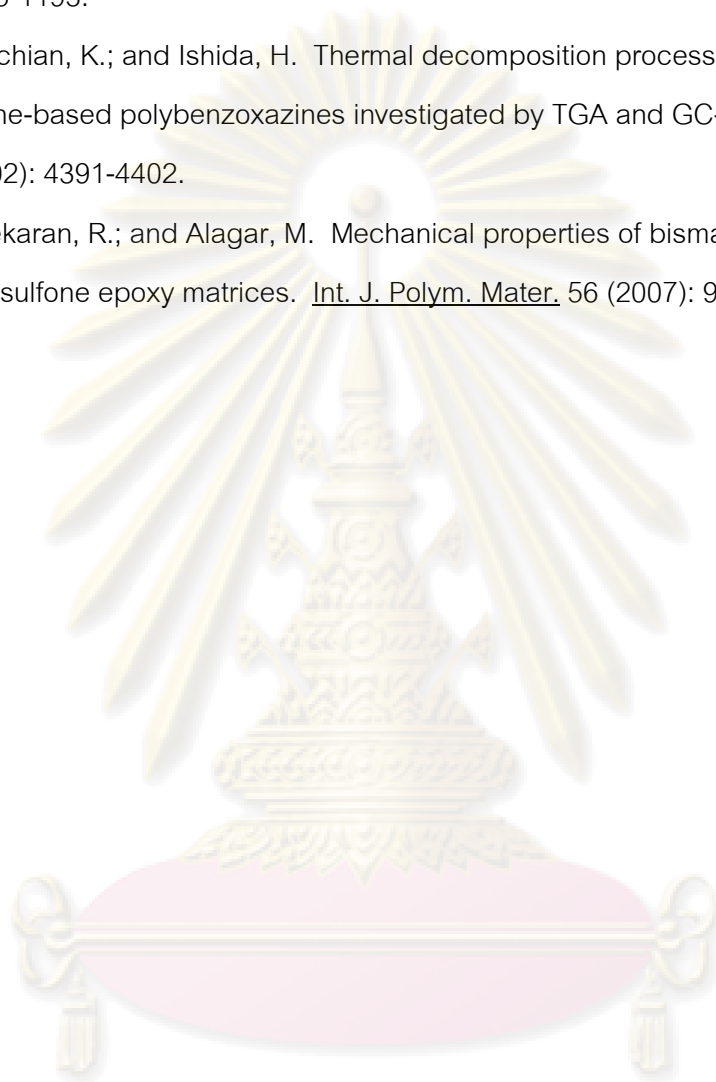 chian, K.; and Ishida, H. Thermal decomposition process
ne-based polybenzoxazines investigated by TGA and GC-
02): 4391-4402.
ekaran, R.; and Alagar, M. Mechanical properties of bisma
sulfone epoxy matrices. Int. J. Polym. Mater. 56 (2007): 9